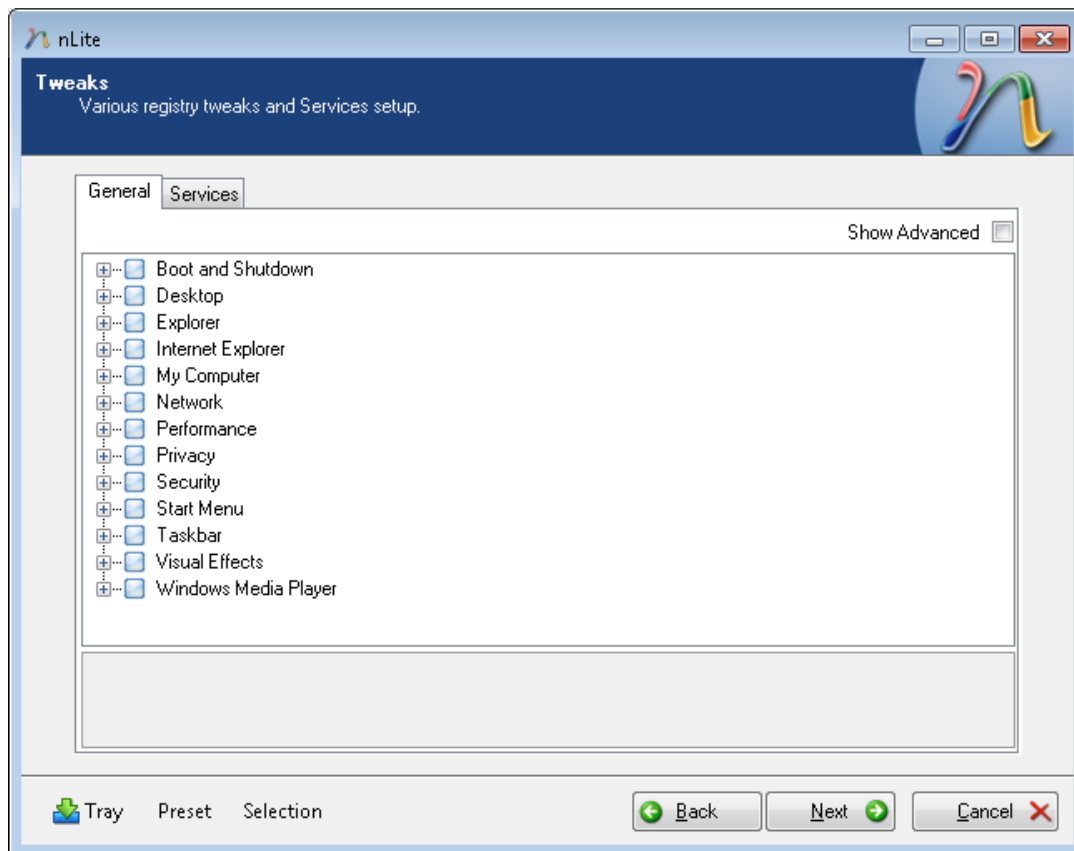 nLite
Tweaks
Various registry tweaks and Services setup.
General Services
Show Advanced
Boot and Shutdown
Desktop
Explorer
Internet Explorer
My Computer
Network
Performance
Privacy
Security
Start Menu
Taskbar
Visual Effects
Windows Media Player
Tray Preset Selection Back Next Cancel